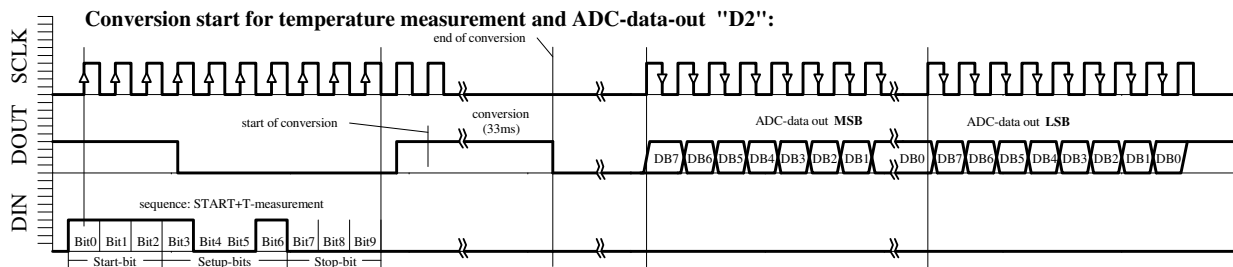 Conversion start for temperature measurement and ADC-data-out "D2":
end of conversion
SCLK
start of conversion
conversion
(33ms)
ADC-data out MSB
ADC-data out LSB
DOUT
DB7 DB6 DB5 DB4 DB3 DB2 DB1 DB0 DB7 DB6 DB5 DB4 DB3 DB2 DB1 DB0
sequence: START+T-measurement
DIN
Bit0 Bit1 Bit2 Bit3 Bit4 Bit5 Bit6 Bit7 Bit8 Bit9
Start-bit Setup-bits Stop-bit